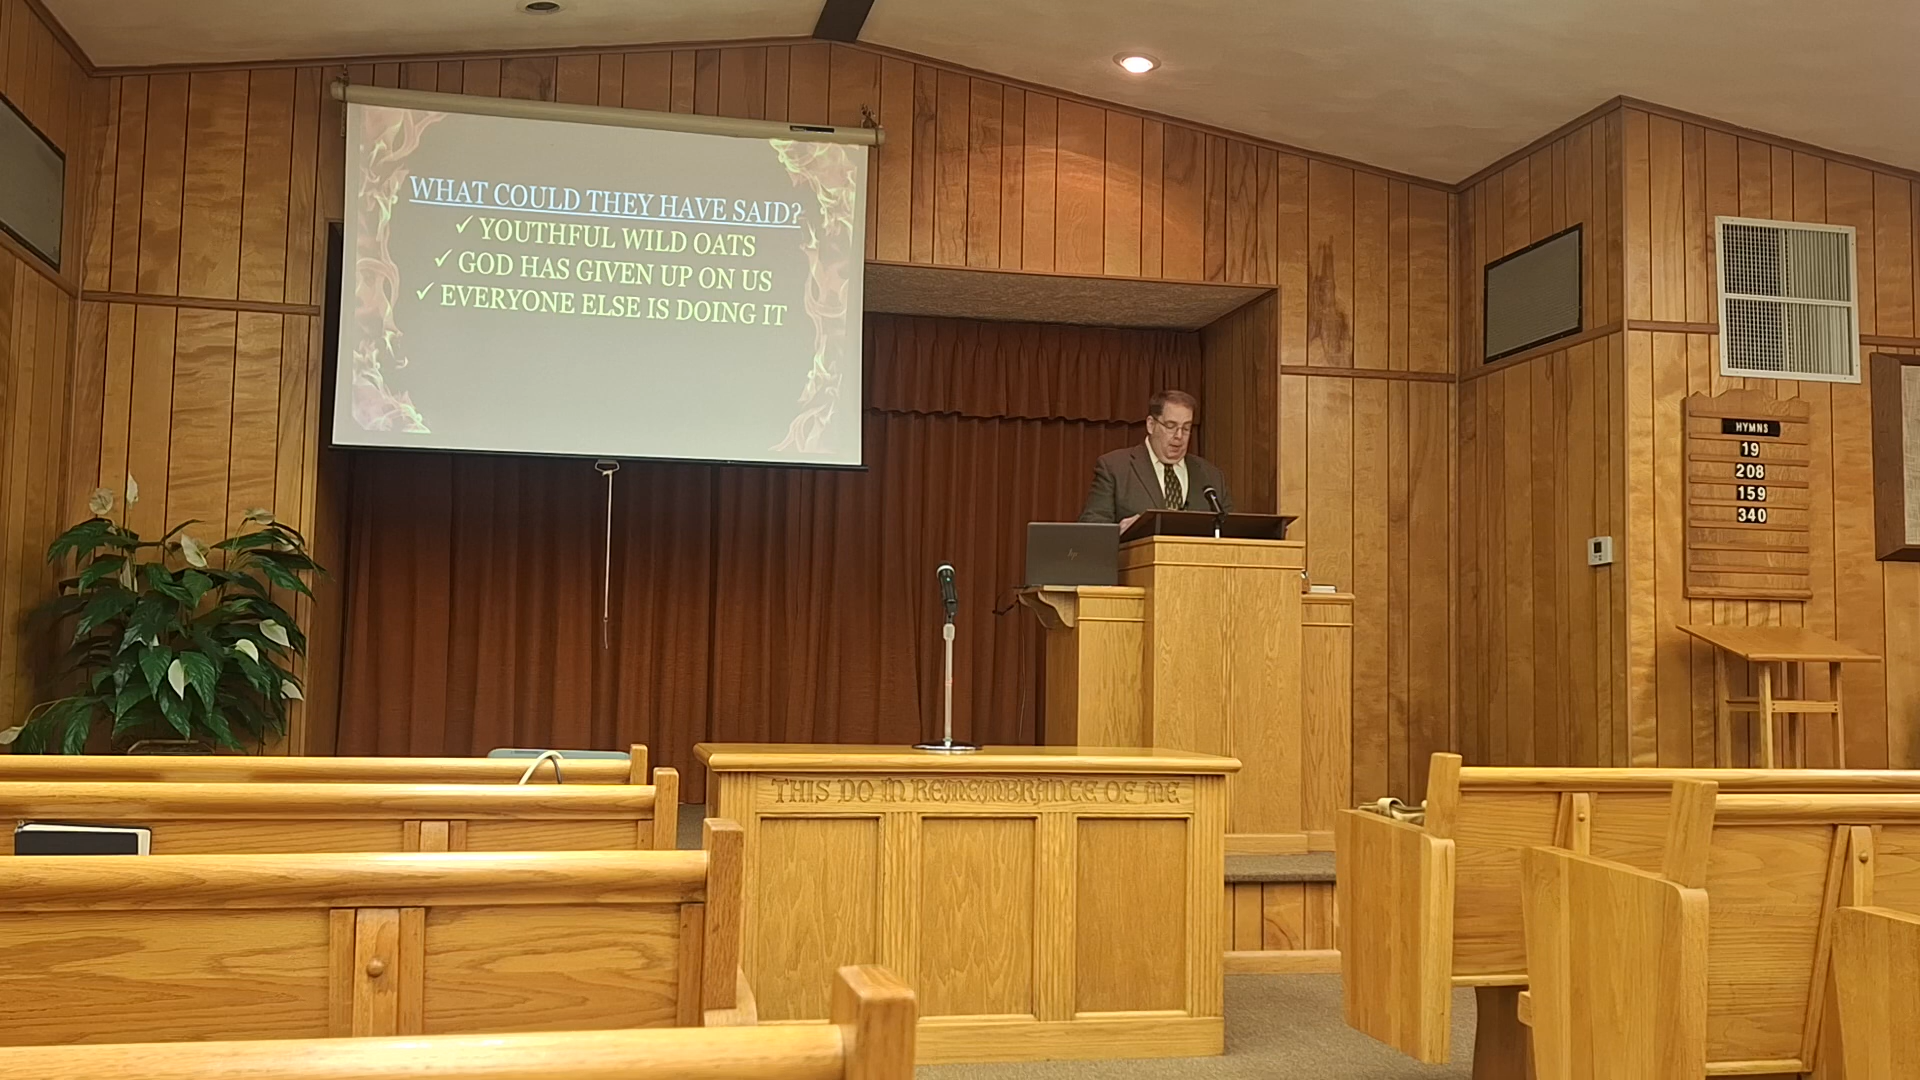 WHAT COULD THEY HAVE SAID?
✓ YOUTHFUL WILD OATS
✓ GOD HAS GIVEN UP ON US
✓ EVERYONE ELSE IS DOING IT
HYMNS
19
208
159
340
hp
THIS DO IN REMEMBRANCE OF ME